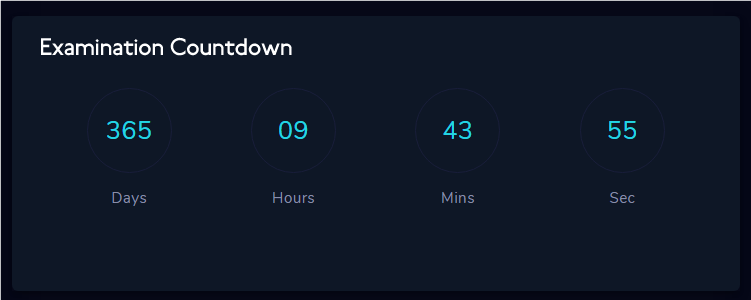 Examination Countdown
365 09 43 55
Days Hours Mins Sec